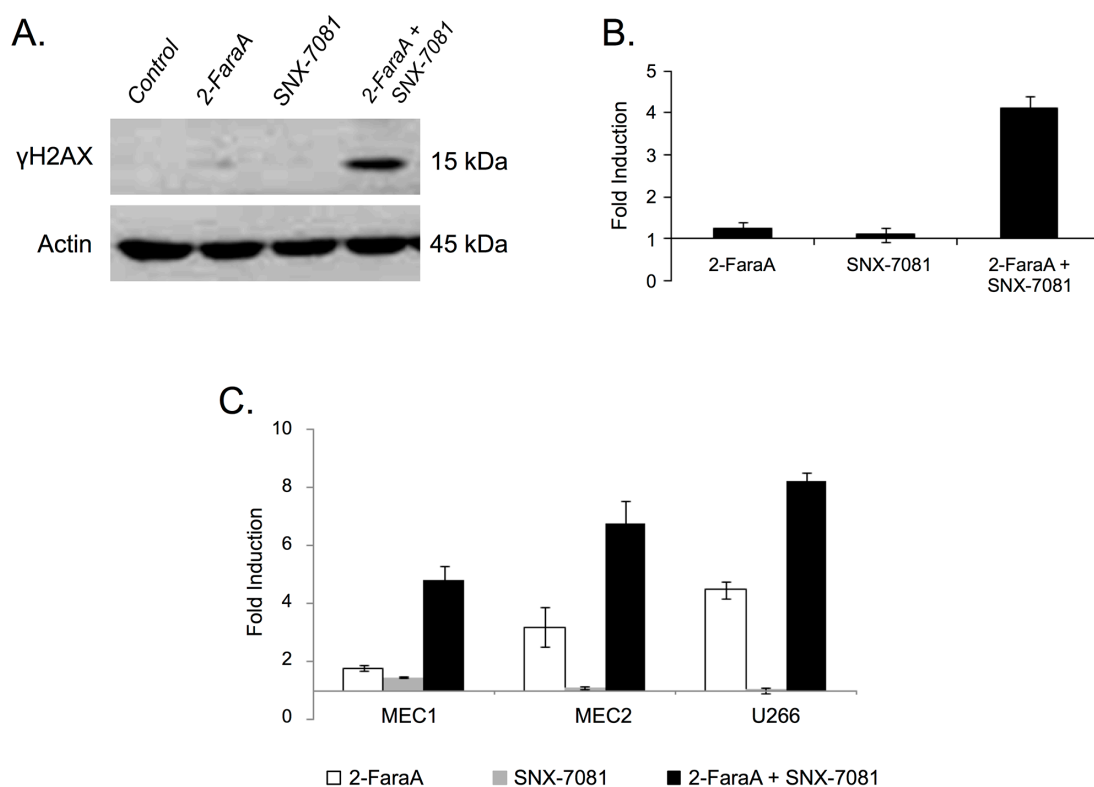 A.
Control
2-FaraA
SNX-7081
2-FaraA +
SNX-7081
γH2AX
15 kDa
Actin
45 kDa
B.
Fold Induction
5
4
3
2
1
0
2-FaraA
SNX-7081
2-FaraA +
SNX-7081
C.
Fold Induction
10
8
6
4
2
0
MEC1
MEC2
U266
2-FaraA
SNX-7081
2-FaraA + SNX-7081